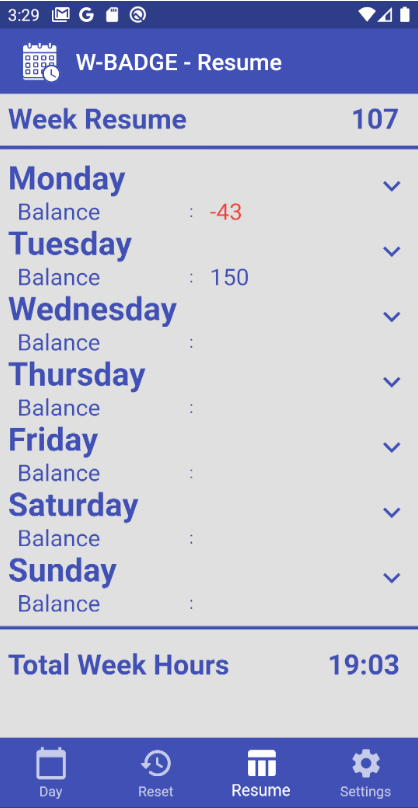 3:29
W-BADGE - Resume
Week Resume 107
Monday
Balance : -43
Tuesday
Balance : 150
Wednesday
Balance :
Thursday
Balance :
Friday
Balance :
Saturday
Balance :
Sunday
Balance :
Total Week Hours 19:03
Day Reset Resume Settings